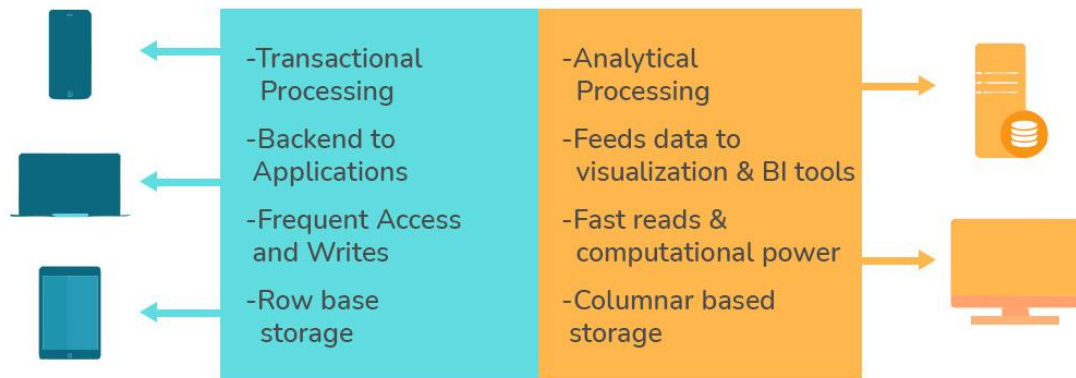 -Transactional
Processing
-Backend to
Applications
-Frequent Access
and Writes
-Row base
storage
-Analytical
Processing
-Feeds data to
visualization & BI tools
-Fast reads &
computational power
-Columnar based
storage